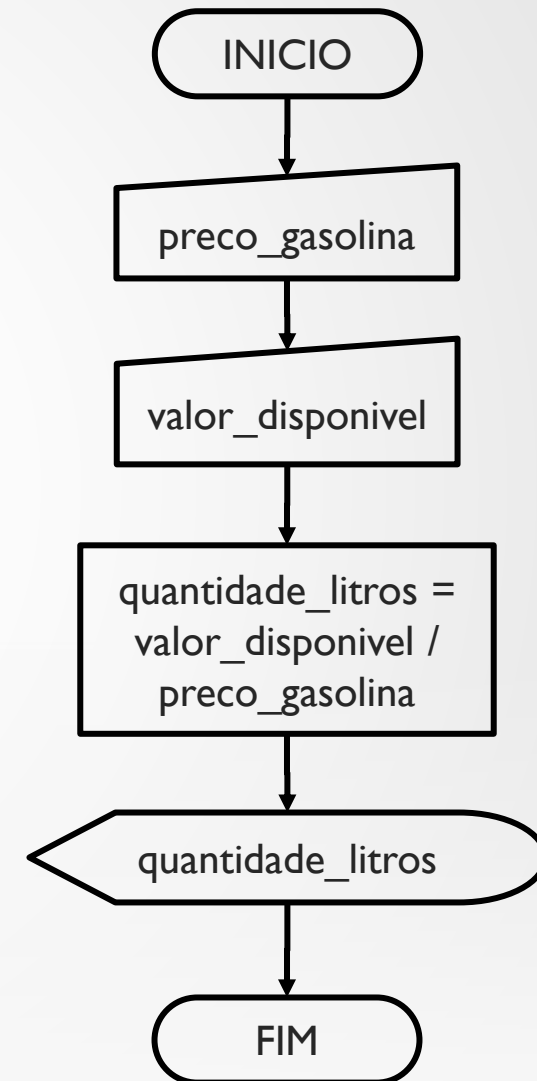 INICIO
preco_gasolina
valor_disponivel
quantidade_litros =
valor_disponivel /
preco_gasolina
quantidade_litros
FIM